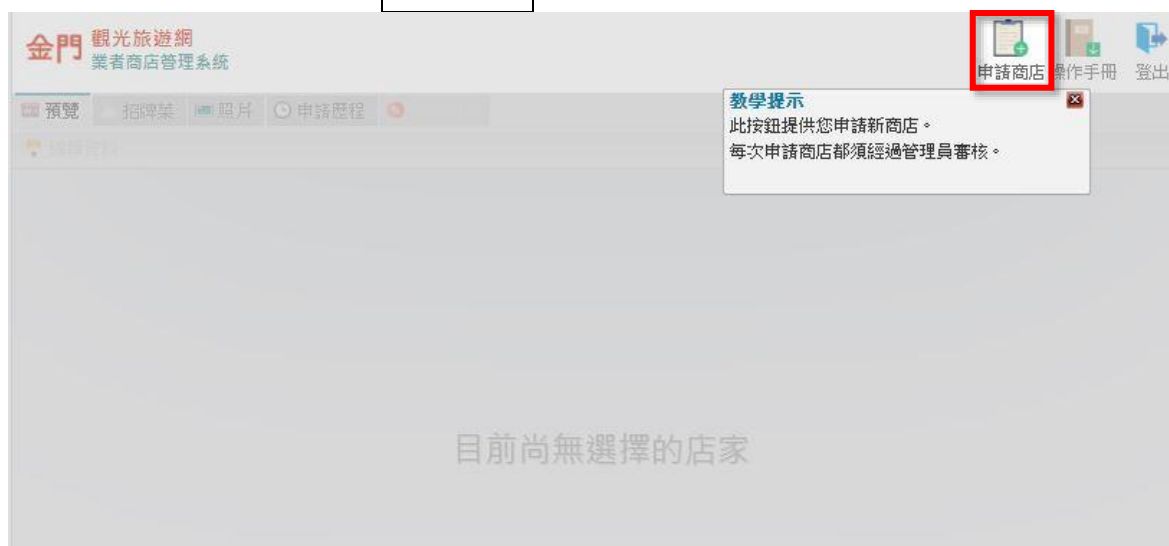 金門 觀光旅遊網
業者商店管理系統
申請商店 操作手冊 登出
預覽 招牌菜 照片 申請歷程
教學提示
此按鈕提供您申請新商店。
每次申請商店都須經過管理員審核。
目前尚無選擇的店家